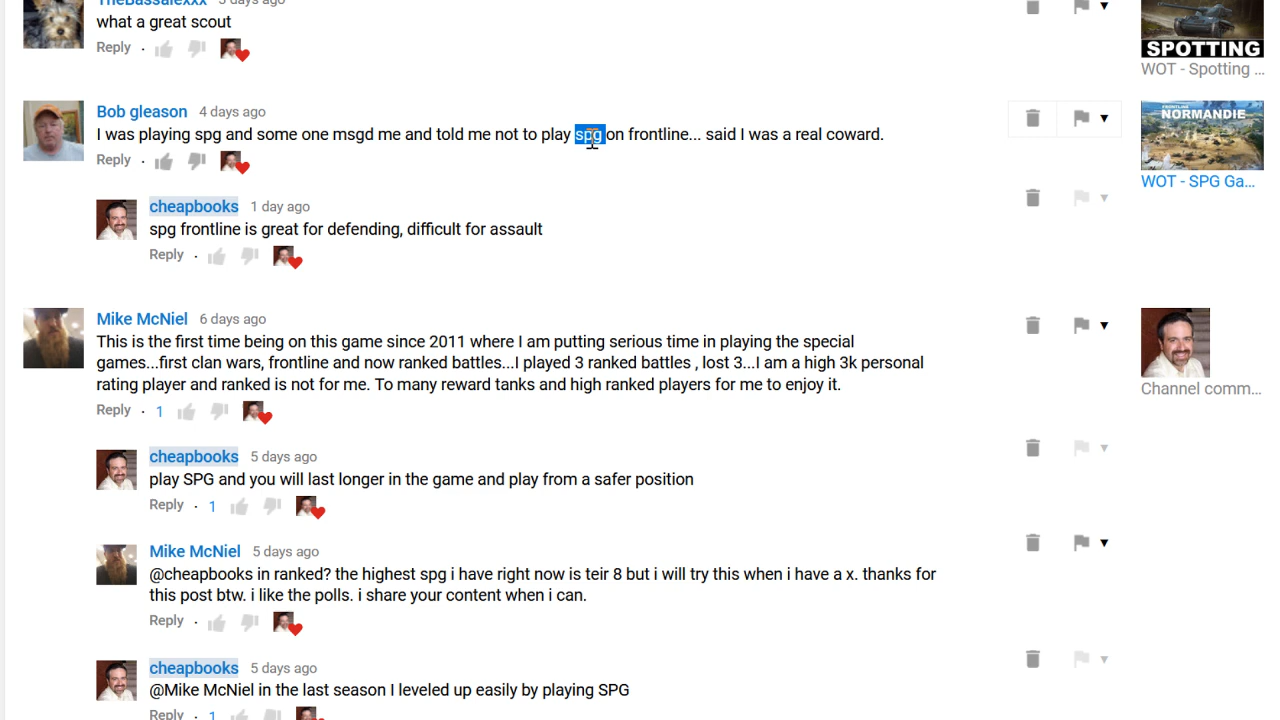 TheBassalexxx 3 days ago
what a great scout
Reply ·
SPOTTING
WOT - Spotting ...
Bob gleason 4 days ago
I was playing spg and some one msgd me and told me not to play spg on frontline... said I was a real coward.
Reply ·
FRONTLINE
NORMANDIE
WOT - SPG Ga...
cheapbooks 1 day ago
spg frontline is great for defending, difficult for assault
Reply ·
Mike McNiel 6 days ago
This is the first time being on this game since 2011 where I am putting serious time in playing the special
games...first clan wars, frontline and now ranked battles...I played 3 ranked battles , lost 3...I am a high 3k personal
rating player and ranked is not for me. To many reward tanks and high ranked players for me to enjoy it.
Reply · 1
Channel comm...
cheapbooks 5 days ago
play SPG and you will last longer in the game and play from a safer position
Reply · 1
Mike McNiel 5 days ago
@cheapbooks in ranked? the highest spg i have right now is teir 8 but i will try this when i have a x. thanks for
this post btw. i like the polls. i share your content when i can.
Reply ·
cheapbooks 5 days ago
@Mike McNiel in the last season I leveled up easily by playing SPG
Reply · 1